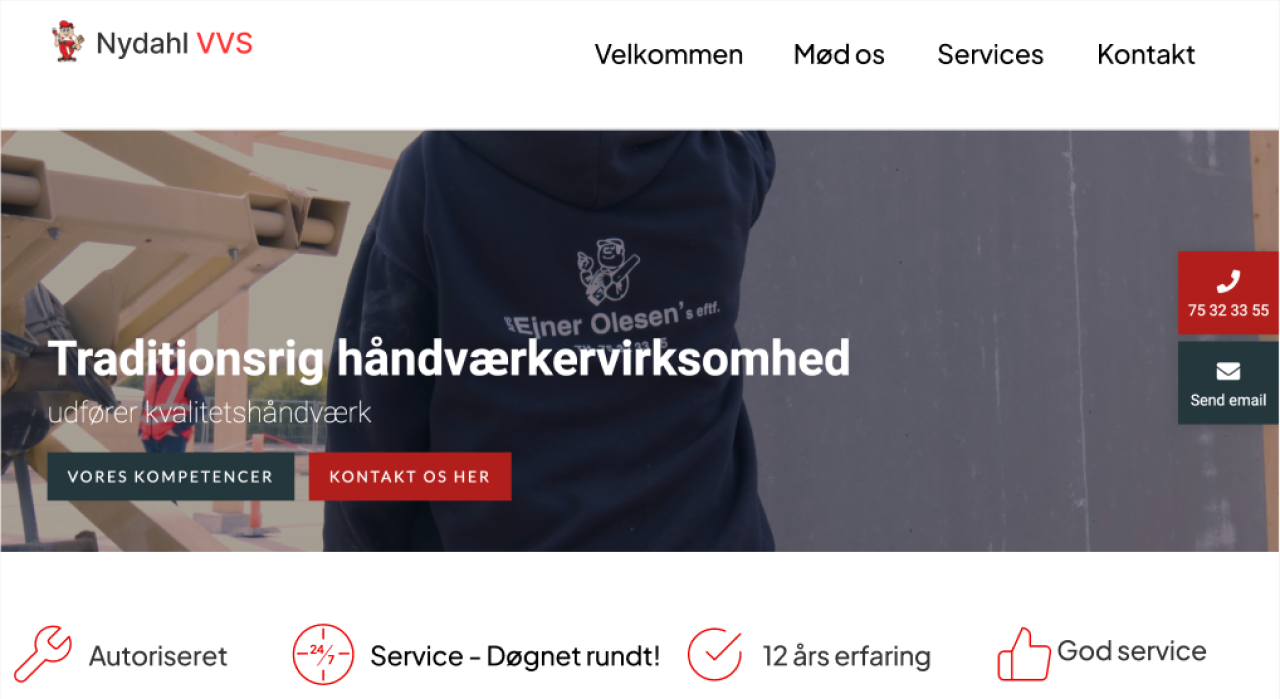 Nydahl VVS
Velkommen Mød os Services Kontakt
Ejner Olesen's eftf.
75 32 33 55
Traditionsrig håndværkervirksomhed
Send email
udfører kvalitetshåndværk
VORES KOMPETENCER KONTAKT OS HER
Autoriseret 24/7 Service - Døgnet rundt! 12 års erfaring God service